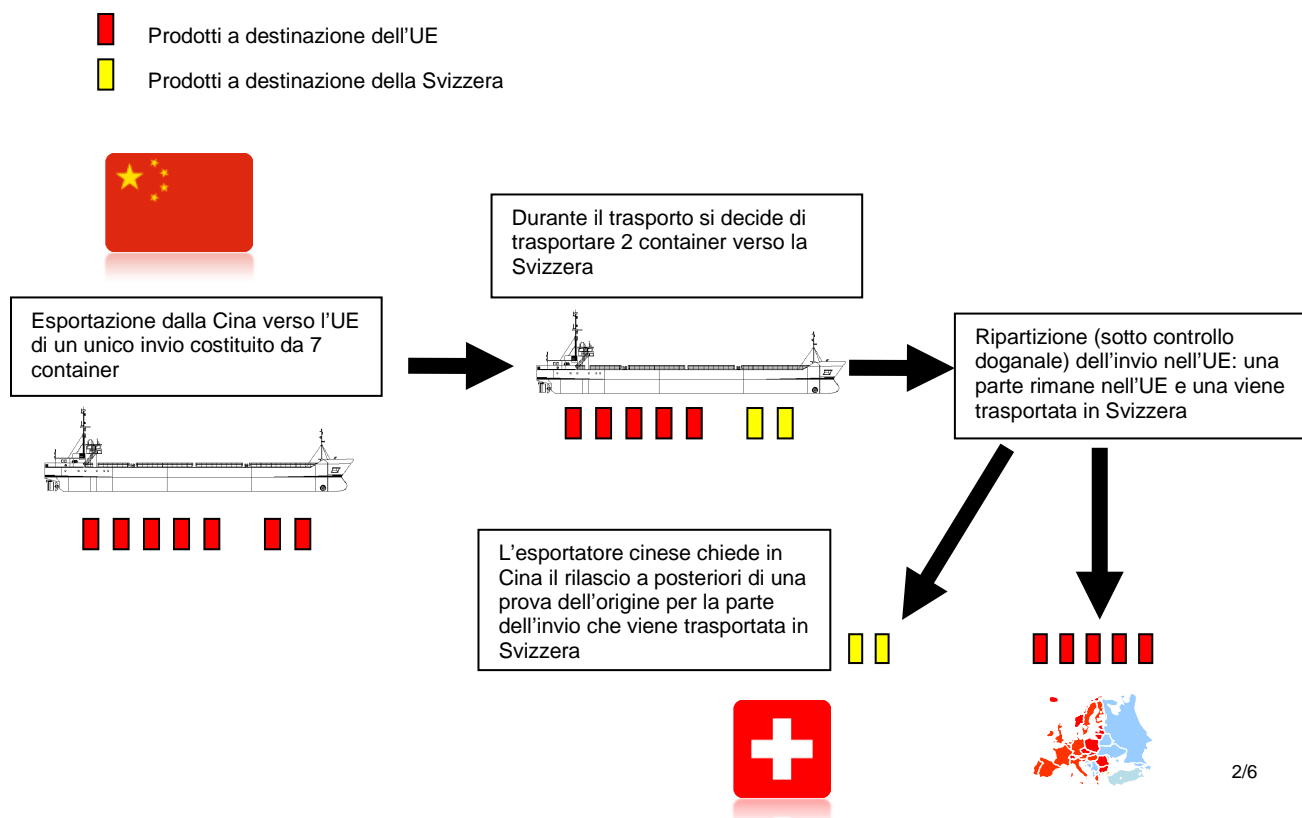 Prodotti a destinazione dell’UE
Prodotti a destinazione della Svizzera
Durante il trasporto si decide di
trasportare 2 container verso la
Svizzera
Esportazione dalla Cina verso l’UE
di un unico invio costituito da 7
container
Ripartizione (sotto controllo
doganale) dell’invio nell’UE: una
parte rimane nell’UE e una viene
trasportata in Svizzera
L’esportatore cinese chiede in
Cina il rilascio a posteriori di una
prova dell’origine per la parte
dell’invio che viene trasportata in
Svizzera
2/6